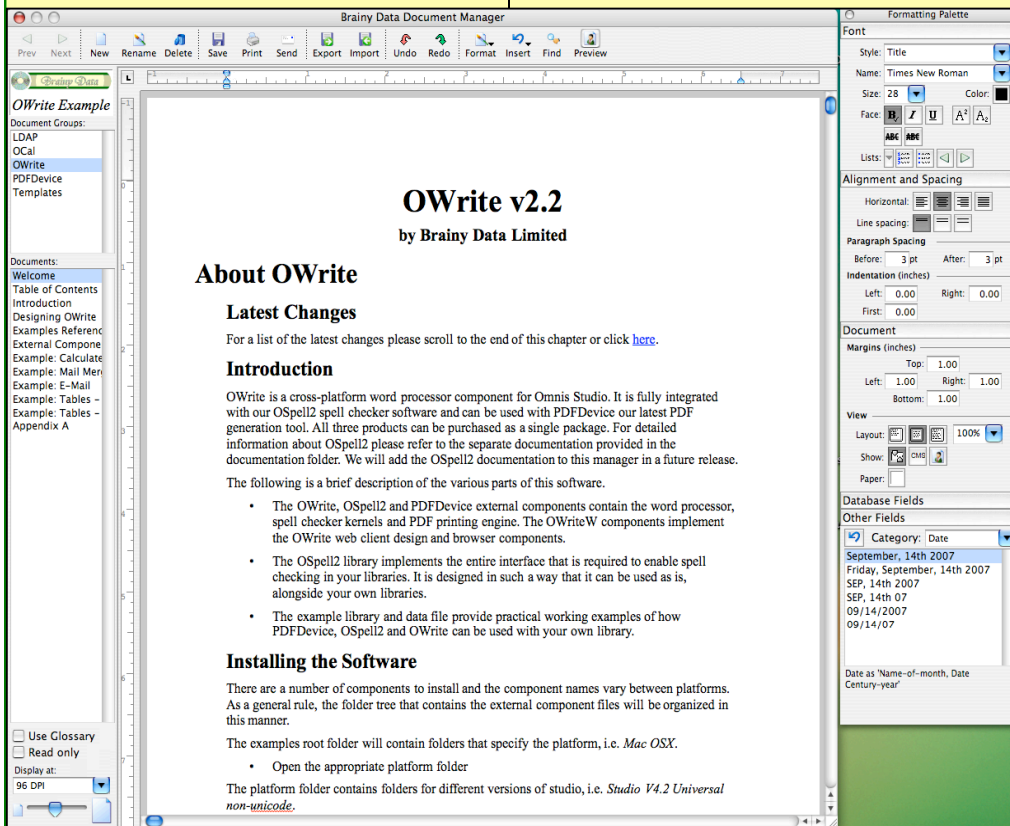 Brainy Data Document Manager
Prev Next New Rename Delete Save Print Send Export Import Undo Redo Format Insert Find Preview
Brainy Data
OWrite Example
Document Groups:
LDAP
OCal
OWrite
PDFDevice
Templates
Documents:
Welcome
Table of Contents
Introduction
Designing OWrite
Examples Referenc
External Compone
Example: Calculate
Example: Mail Mer
Example: E-Mail
Example: Tables –
Example: Tables –
Appendix A
Use Glossary
Read only
Display at:
96 DPI
OWrite v2.2
by Brainy Data Limited
About OWrite
Latest Changes
For a list of the latest changes please scroll to the end of this chapter or click here.
Introduction
OWrite is a cross-platform word processor component for Omnis Studio. It is fully integrated
with our OSpell2 spell checker software and can be used with PDFDevice our latest PDF
generation tool. All three products can be purchased as a single package. For detailed
information about OSpell2 please refer to the separate documentation provided in the
documentation folder. We will add the OSpell2 documentation to this manager in a future release.
The following is a brief description of the various parts of this software.
• The OWrite, OSpell2 and PDFDevice external components contain the word processor,
spell checker kernels and PDF printing engine. The OWriteW components implement
the OWrite web client design and browser components.
• The OSpell2 library implements the entire interface that is required to enable spell
checking in your libraries. It is designed in such a way that it can be used as is,
alongside your own libraries.
• The example library and data file provide practical working examples of how
PDFDevice, OSpell2 and OWrite can be used with your own library.
Installing the Software
There are a number of components to install and the component names vary between platforms.
As a general rule, the folder tree that contains the external component files will be organized in
this manner.
The examples root folder will contain folders that specify the platform, i.e. Mac OSX.
• Open the appropriate platform folder
The platform folder contains folders for different versions of studio, i.e. Studio V4.2 Universal
non-unicode.
Formatting Palette
Font
Style: Title
Name: Times New Roman
Size: 28 Color:
Face: B I U A² A₂
ABC ABC
Lists:
Alignment and Spacing
Horizontal:
Line spacing:
Paragraph Spacing
Before: 3 pt After: 3 pt
Indentation (inches)
Left: 0.00 Right: 0.00
First: 0.00
Document
Margins (inches)
Top: 1.00
Left: 1.00 Right: 1.00
Bottom: 1.00
View
Layout: 100%
Show: CMS
Paper:
Database Fields
Other Fields
Category: Date
September, 14th 2007
Friday, September, 14th 2007
SEP, 14th 2007
SEP, 14th 07
09/14/2007
09/14/07
Date as 'Name-of-month, Date
Century-year'